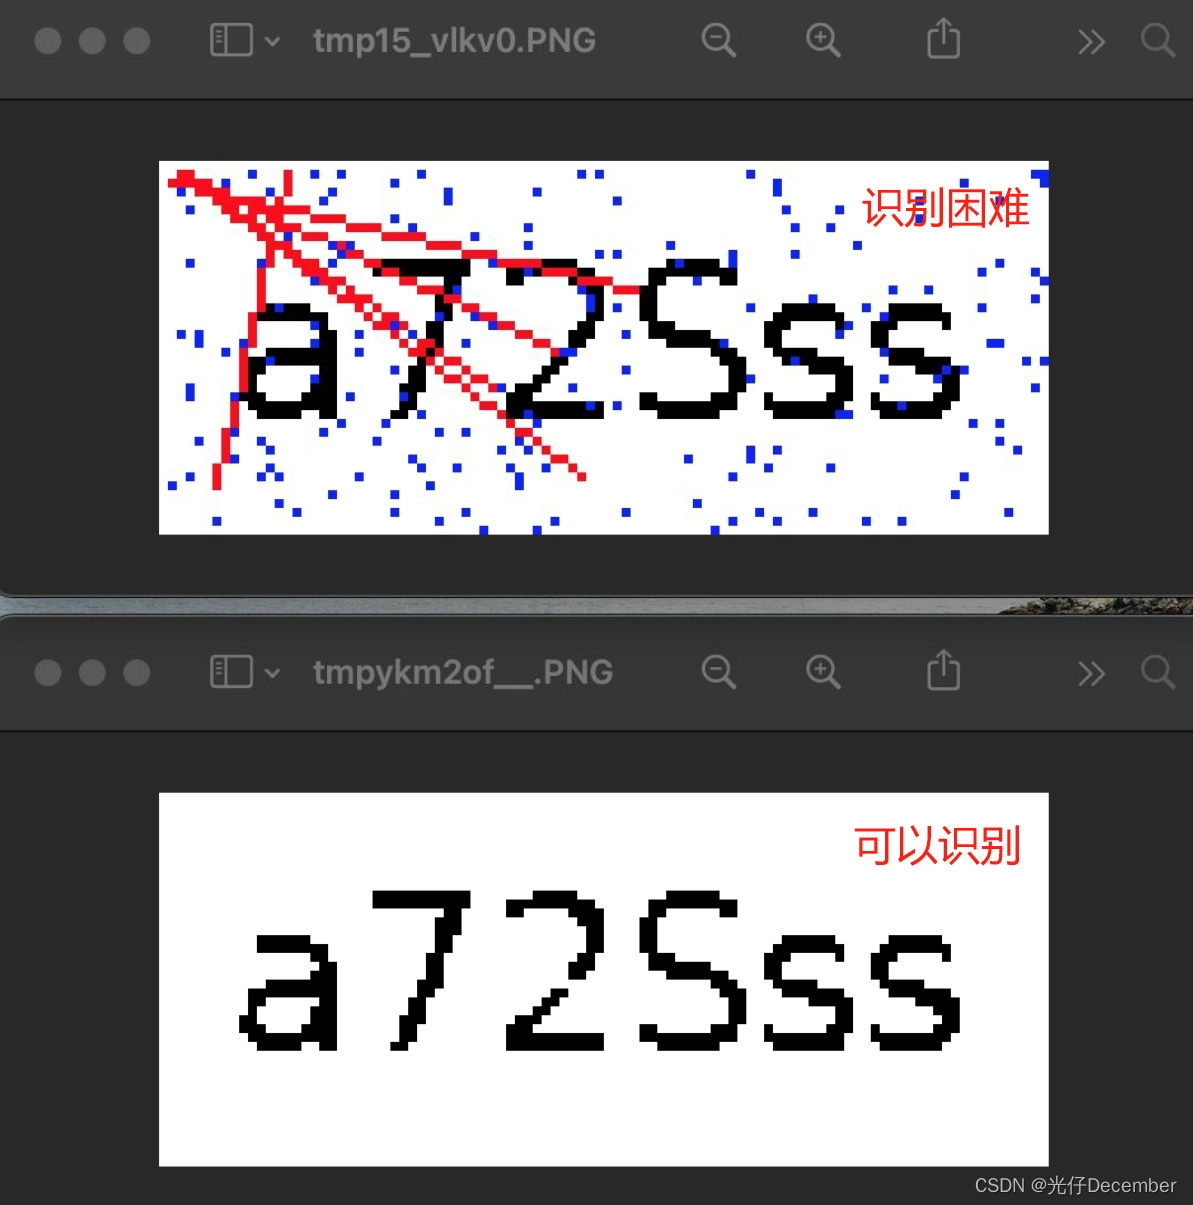 tmp15_vlkv0.PNG
识别困难
a72Sss
tmpykm2of__.PNG
可以识别
a72Sss
CSDN @光仔December